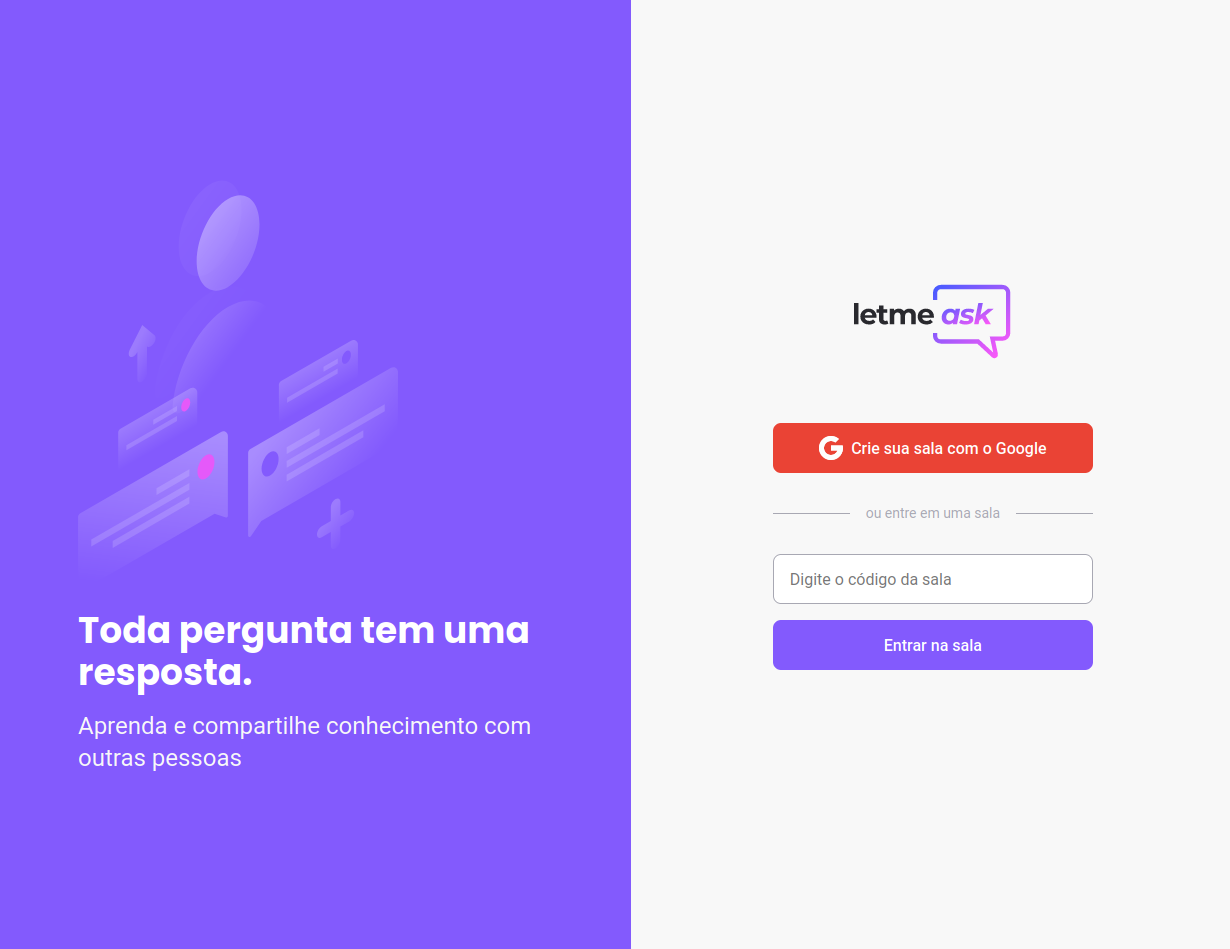 Toda pergunta tem uma
resposta.
Aprenda e compartilhe conhecimento com
outras pessoas
letme ask
Crie sua sala com o Google
ou entre em uma sala
Digite o código da sala
Entrar na sala